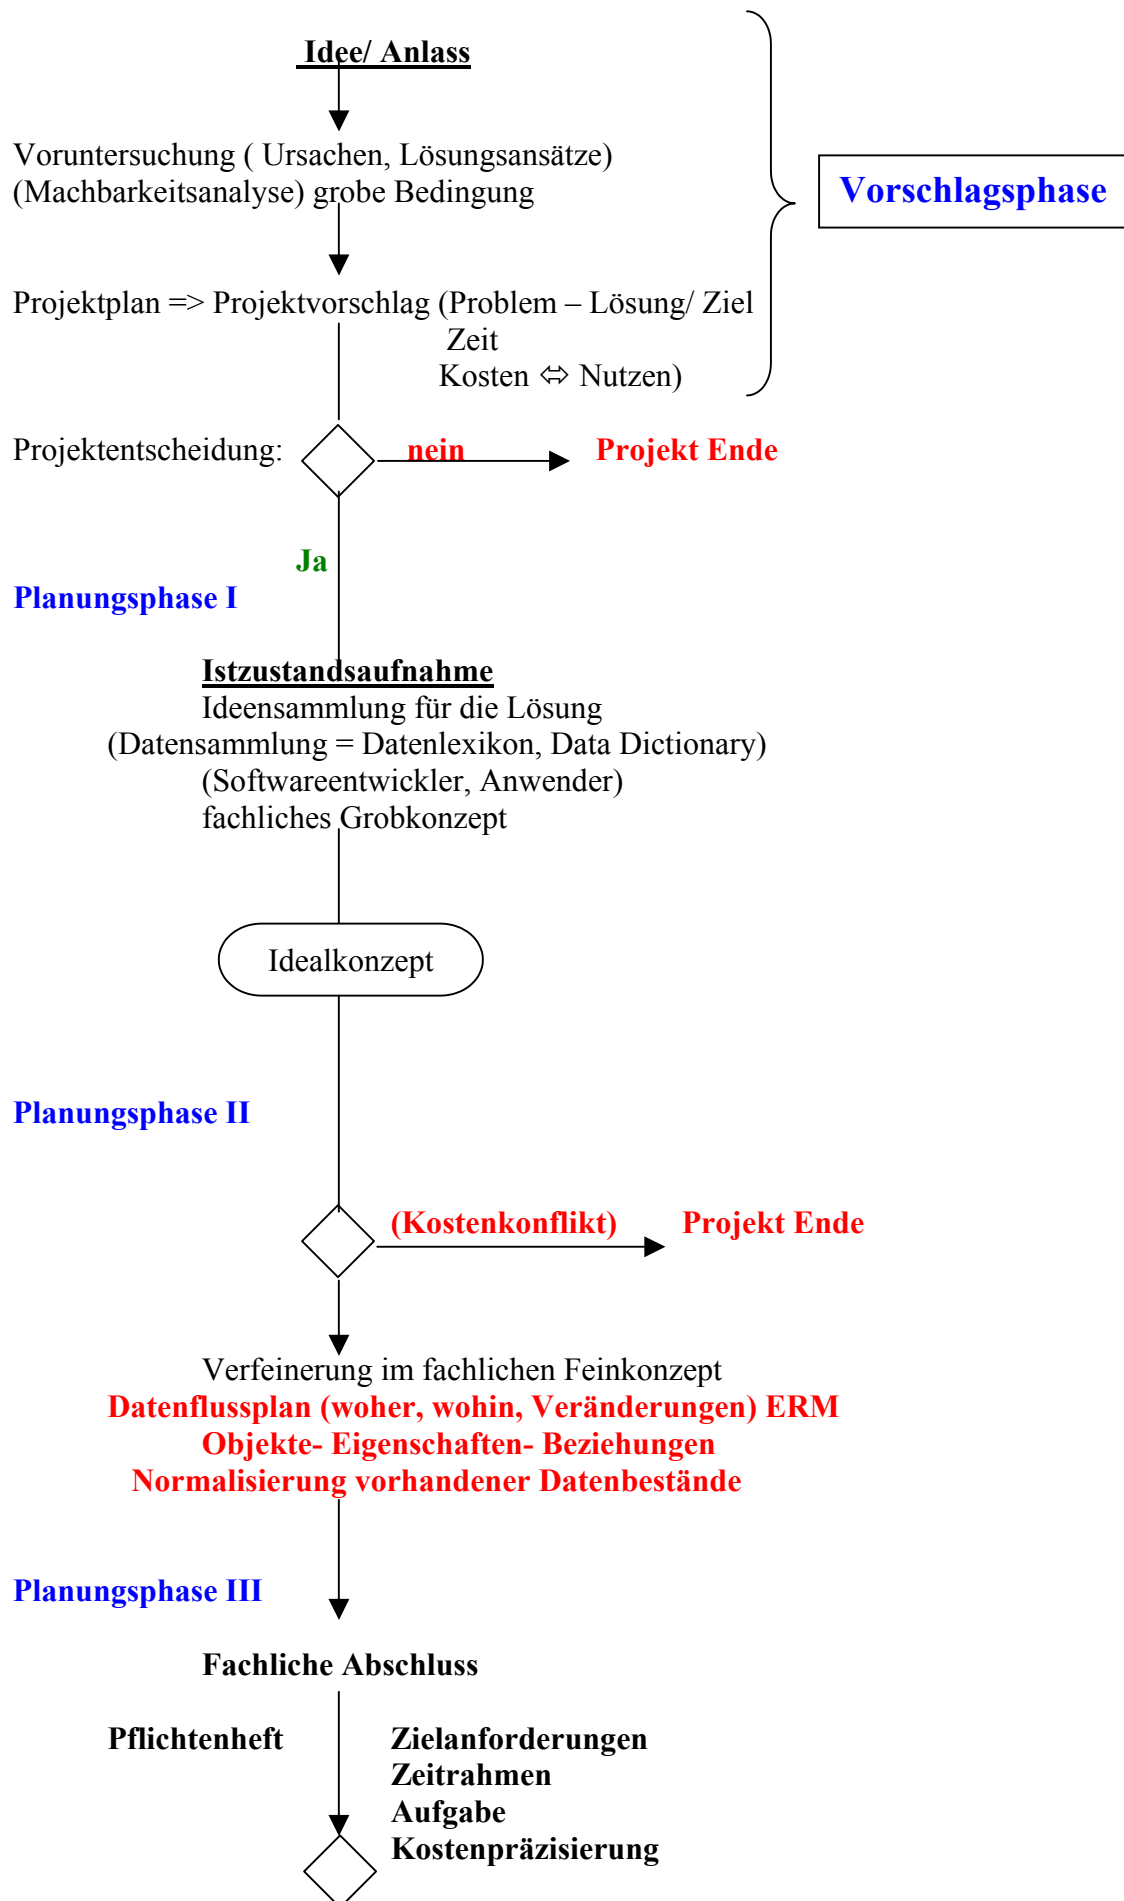 Idee/ Anlass
Voruntersuchung ( Ursachen, Lösungsansätze)
(Machbarkeitsanalyse) grobe Bedingung
Vorschlagsphase
Projektplan => Projektvorschlag (Problem – Lösung/ Ziel
Zeit
Kosten ⬄ Nutzen)
Projektentscheidung: nein Projekt Ende
Ja
Planungsphase I
Istzustandsaufnahme
Ideensammlung für die Lösung
(Datensammlung = Datenlexikon, Data Dictionary)
(Softwareentwickler, Anwender)
fachliches Grobkonzept
Idealkonzept
Planungsphase II
(Kostenkonflikt) Projekt Ende
Verfeinerung im fachlichen Feinkonzept
Datenflussplan (woher, wohin, Veränderungen) ERM
Objekte- Eigenschaften- Beziehungen
Normalisierung vorhandener Datenbestände
Planungsphase III
Fachliche Abschluss
Pflichtenheft Zielanforderungen
Zeitrahmen
Aufgabe
Kostenpräzisierung